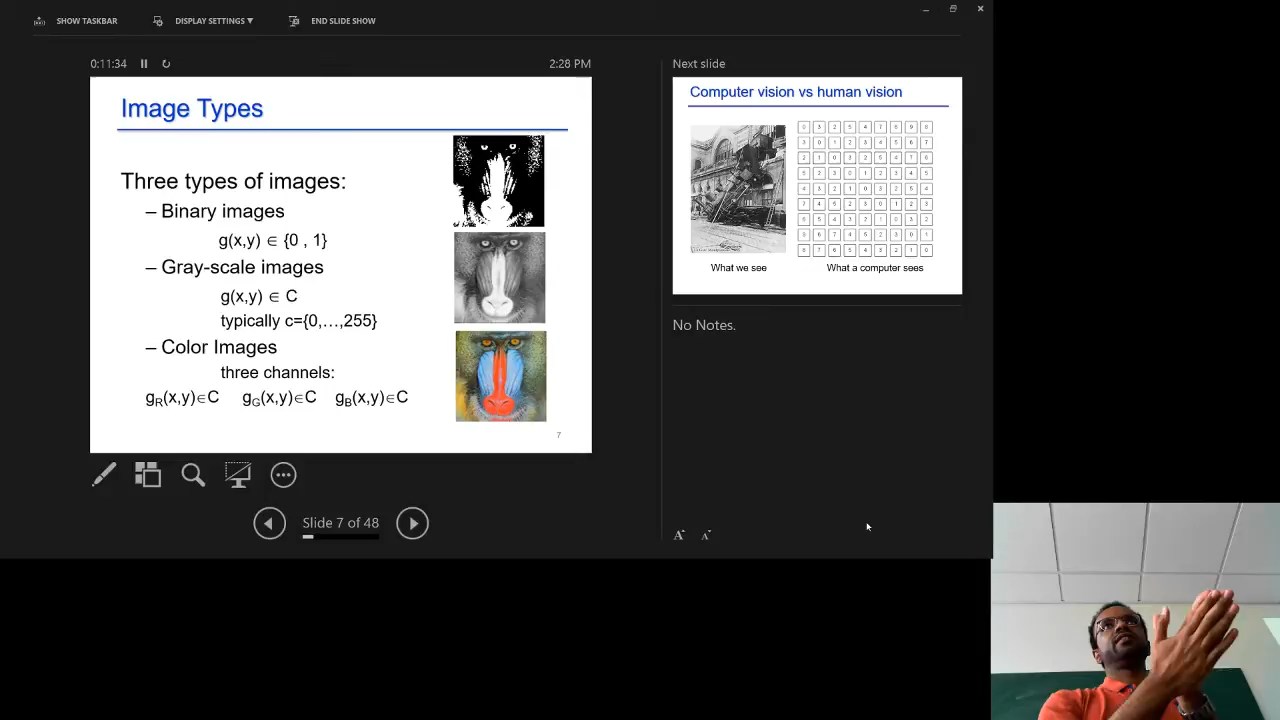 SHOW TASKBAR
DISPLAY SETTINGS ▼
END SLIDE SHOW
0:11:34
2:28 PM
Image Types
Three types of images:
– Binary images
g(x,y) ∈ {0 , 1}
– Gray-scale images
g(x,y) ∈ C
typically c={0,…,255}
– Color Images
three channels:
gR(x,y)∈C gG(x,y)∈C gB(x,y)∈C
7
Slide 7 of 48
Next slide
Computer vision vs human vision
What we see
What a computer sees
No Notes.
A A